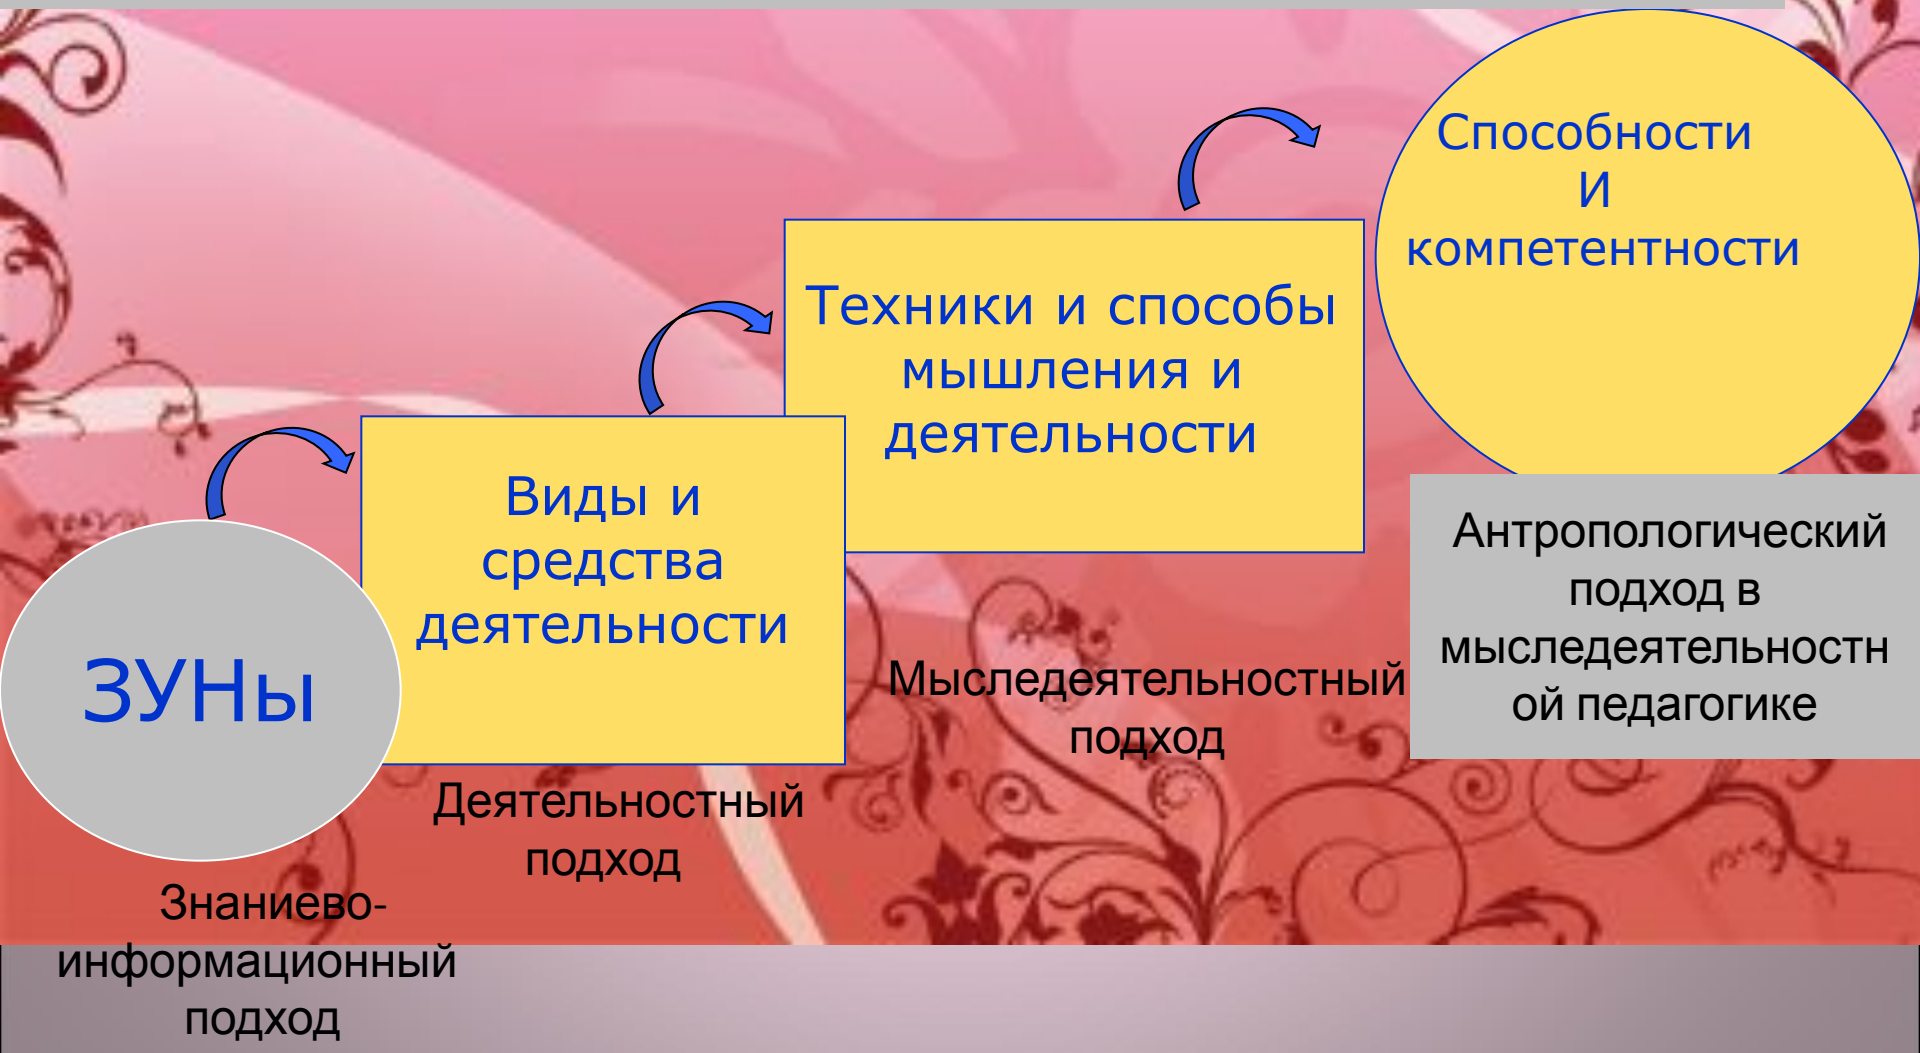 Способности
И
компетентности
Техники и способы
мышления и
деятельности
Виды и
средства
деятельности
ЗУНы
Антропологический
подход в
мыследеятельностн
ой педагогике
Мыследеятельностный
подход
Деятельностный
подход
Знаниево-
информационный
подход